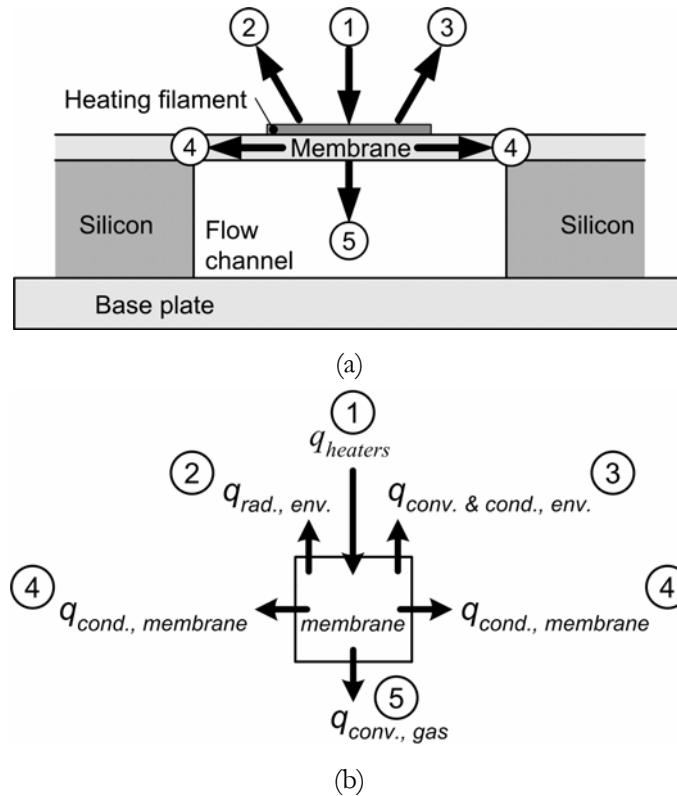 2
1
3
Heating filament
4
Membrane
4
Silicon
Flow
channel
5
Silicon
Base plate
(a)
1
q_heaters
2
q_rad., env.
q_conv. & cond., env.
3
4
q_cond., membrane
membrane
q_cond., membrane
4
5
q_conv., gas
(b)